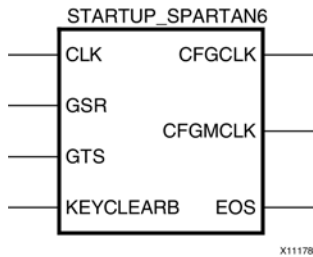 STARTUP_SPARTAN6
CLK CFGCLK
GSR
CFGMCLK
GTS
KEYCLEARB EOS
X11178